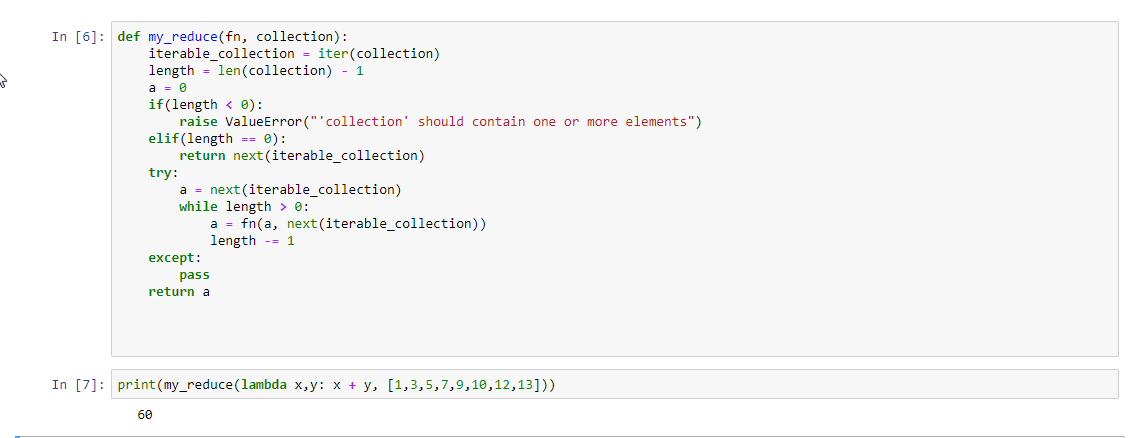 In [6]: def my_reduce(fn, collection):
    iterable_collection = iter(collection)
    length = len(collection) - 1
    a = 0
    if(length < 0):
        raise ValueError("'collection' should contain one or more elements")
    elif(length == 0):
        return next(iterable_collection)
    try:
        a = next(iterable_collection)
        while length > 0:
            a = fn(a, next(iterable_collection))
            length -= 1
    except:
        pass
    return a
In [7]: print(my_reduce(lambda x,y: x + y, [1,3,5,7,9,10,12,13]))
60